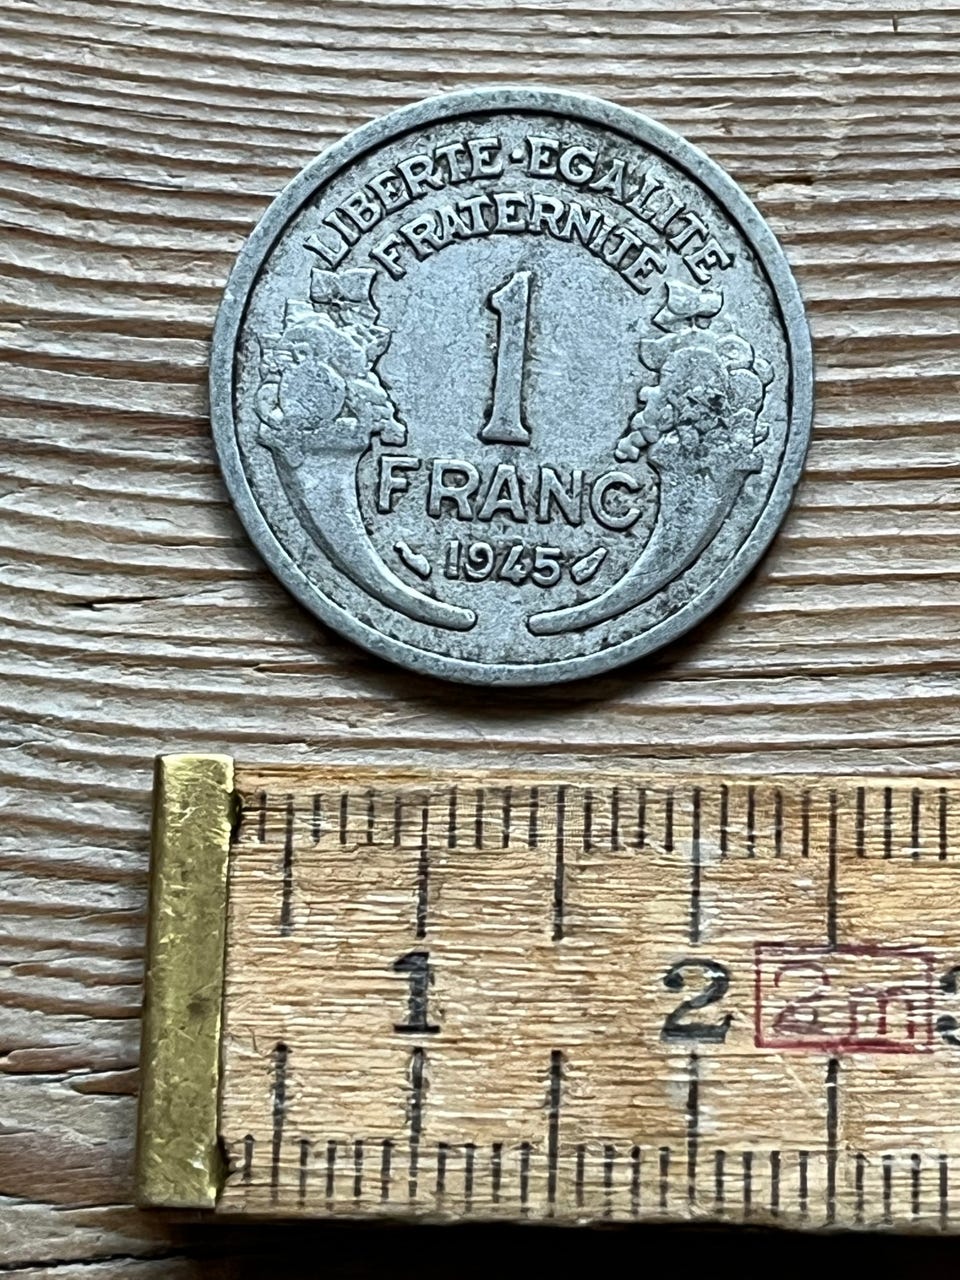 LIBERTE·EGALITE
FRATERNITE
1
FRANC
1945
1 2 2m